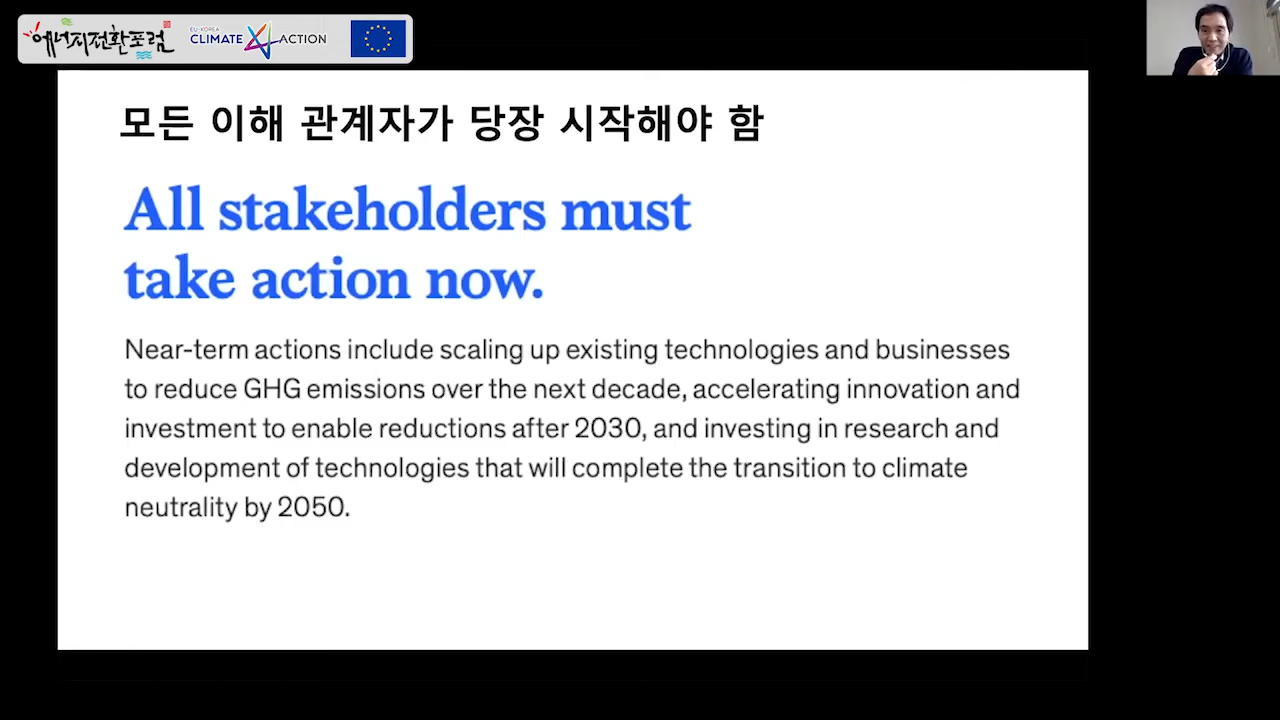 에너지전환포럼
EU-KOREA
CLIMATE ACTION
모든 이해 관계자가 당장 시작해야 함
All stakeholders must
take action now.
Near-term actions include scaling up existing technologies and businesses
to reduce GHG emissions over the next decade, accelerating innovation and
investment to enable reductions after 2030, and investing in research and
development of technologies that will complete the transition to climate
neutrality by 2050.